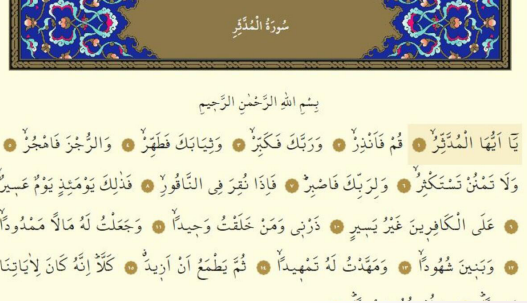 سُورَةُ الْمُدَّثِّرِ
بِسْمِ اللهِ الرَّحْمٰنِ الرَّحِيمِ
يَٓا اَيُّهَا الْمُدَّثِّرُۙ ١ قُمْ فَاَنْذِرْۙ ٢ وَرَبَّكَ فَكَبِّرْۙ ٣ وَثِيَابَكَ فَطَهِّرْۙ ٤ وَالرُّجْزَ فَاهْجُرْۙ ٥
وَلَا تَمْنُنْ تَسْتَكْثِرُۙ ٦ وَلِرَبِّكَ فَاصْبِرْۜ ٧ فَاِذَا نُقِرَ فِى النَّاقُورِۙ ٨ فَذٰلِكَ يَوْمَئِذٍ يَوْمٌ عَسِيرٌۙ
٩ عَلَى الْكَافِرِينَ غَيْرُ يَسِيرٍ ١٠ ذَرْنِى وَمَنْ خَلَقْتُ وَحِيداًۙ ١١ وَجَعَلْتُ لَهُ مَالاً مَمْدُوداًۙ
١٢ وَبَنِينَ شُهُوداًۙ ١٣ وَمَهَّدْتُ لَهُ تَمْهِيداًۙ ١٤ ثُمَّ يَطْمَعُ اَنْ اَزِيدَۙ ١٥ كَلَّاۜ اِنَّهُ كَانَ لِاٰيَاتِنَا